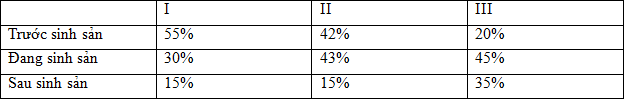 I II III
Trước sinh sản 55% 42% 20%
Đang sinh sản 30% 43% 45%
Sau sinh sản 15% 15% 35%